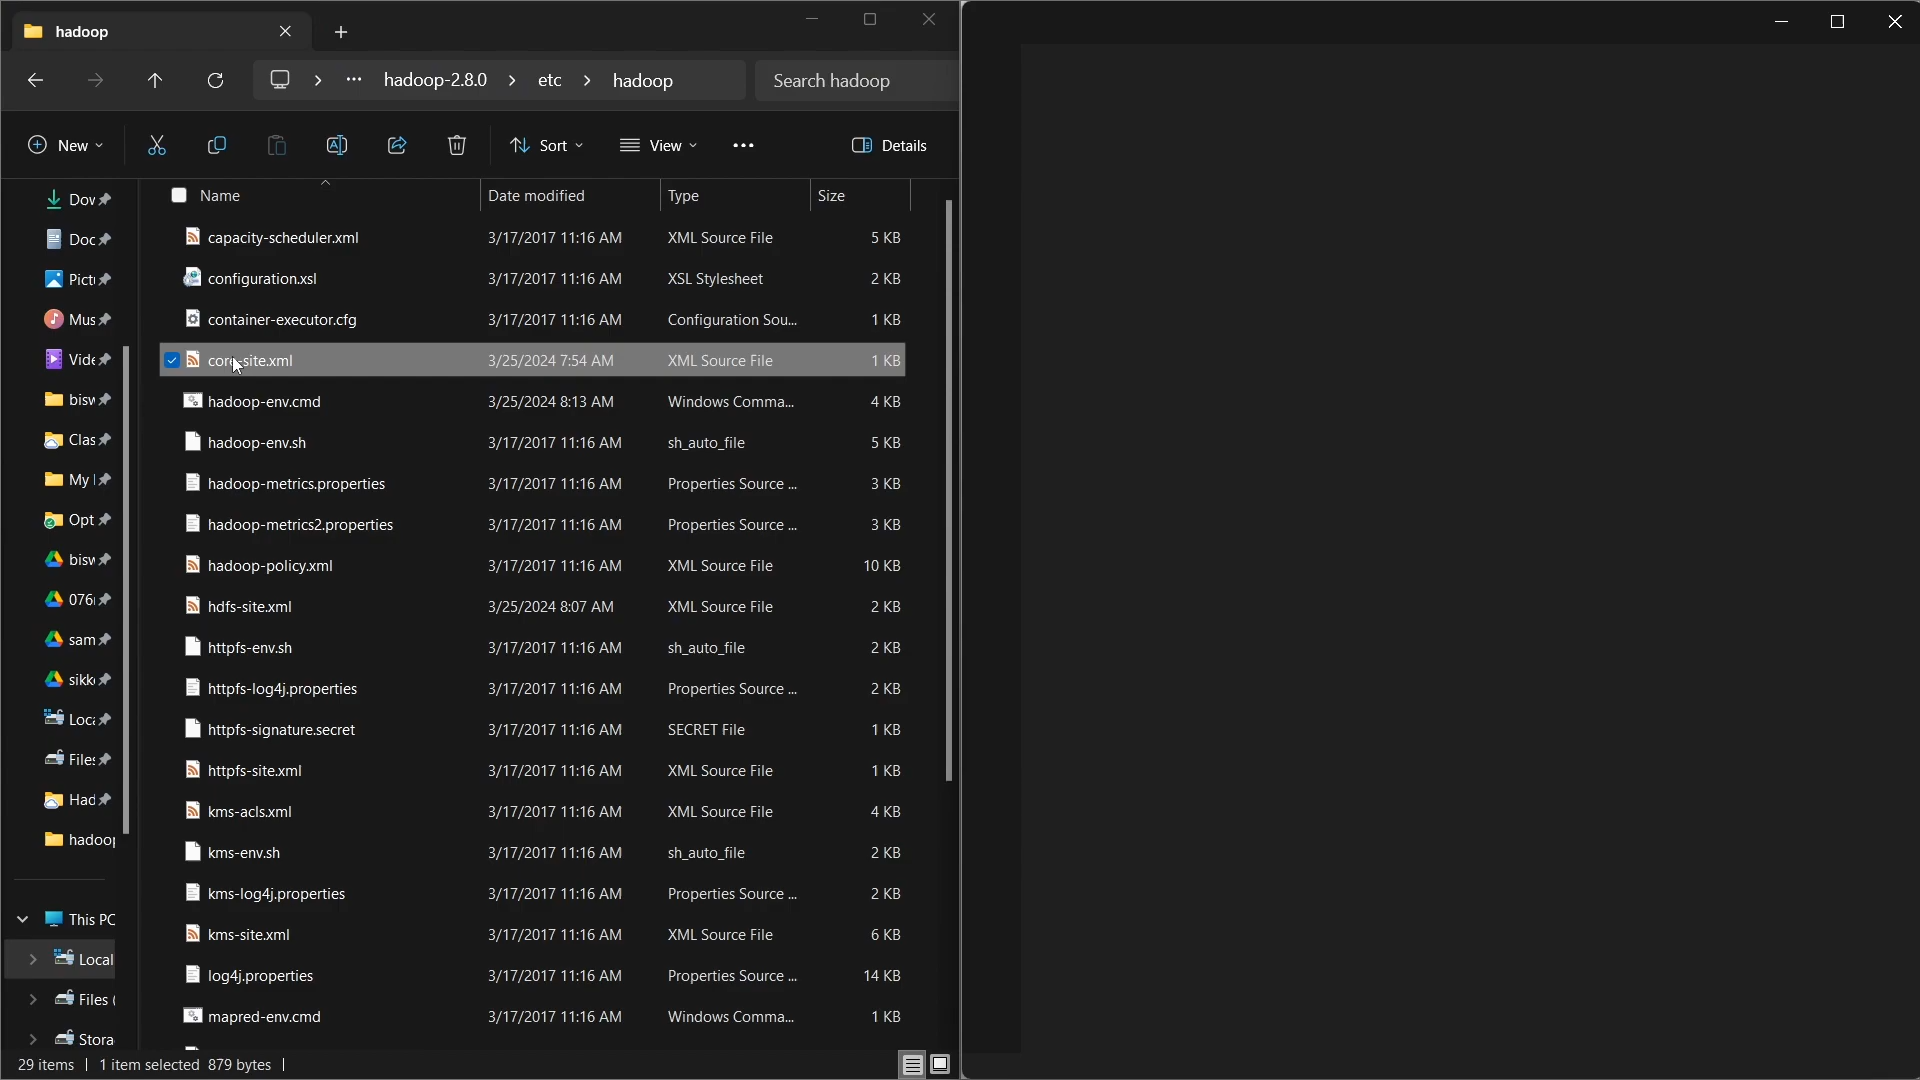 hadoop
hadoop-2.8.0 etc hadoop Search hadoop
New Sort View Details
Name Date modified Type Size
capacity-scheduler.xml 3/17/2017 11:16 AM XML Source File 5 KB
configuration.xsl 3/17/2017 11:16 AM XSL Stylesheet 2 KB
container-executor.cfg 3/17/2017 11:16 AM Configuration Sou... 1 KB
core-site.xml 3/25/2024 7:54 AM XML Source File 1 KB
hadoop-env.cmd 3/25/2024 8:13 AM Windows Comma... 4 KB
hadoop-env.sh 3/17/2017 11:16 AM sh_auto_file 5 KB
hadoop-metrics.properties 3/17/2017 11:16 AM Properties Source ... 3 KB
hadoop-metrics2.properties 3/17/2017 11:16 AM Properties Source ... 3 KB
hadoop-policy.xml 3/17/2017 11:16 AM XML Source File 10 KB
hdfs-site.xml 3/25/2024 8:07 AM XML Source File 2 KB
httpfs-env.sh 3/17/2017 11:16 AM sh_auto_file 2 KB
httpfs-log4j.properties 3/17/2017 11:16 AM Properties Source ... 2 KB
httpfs-signature.secret 3/17/2017 11:16 AM SECRET File 1 KB
httpfs-site.xml 3/17/2017 11:16 AM XML Source File 1 KB
kms-acls.xml 3/17/2017 11:16 AM XML Source File 4 KB
kms-env.sh 3/17/2017 11:16 AM sh_auto_file 2 KB
kms-log4j.properties 3/17/2017 11:16 AM Properties Source ... 2 KB
kms-site.xml 3/17/2017 11:16 AM XML Source File 6 KB
log4j.properties 3/17/2017 11:16 AM Properties Source ... 14 KB
mapred-env.cmd 3/17/2017 11:16 AM Windows Comma... 1 KB
Dov
Doc
Pict
Mus
Vide
bisw
Clas
My
Opt
bisw
076
sam
sikk
Loca
Files
Had
hadoop
This PC
Local
Files (
Stora
29 items 1 item selected 879 bytes